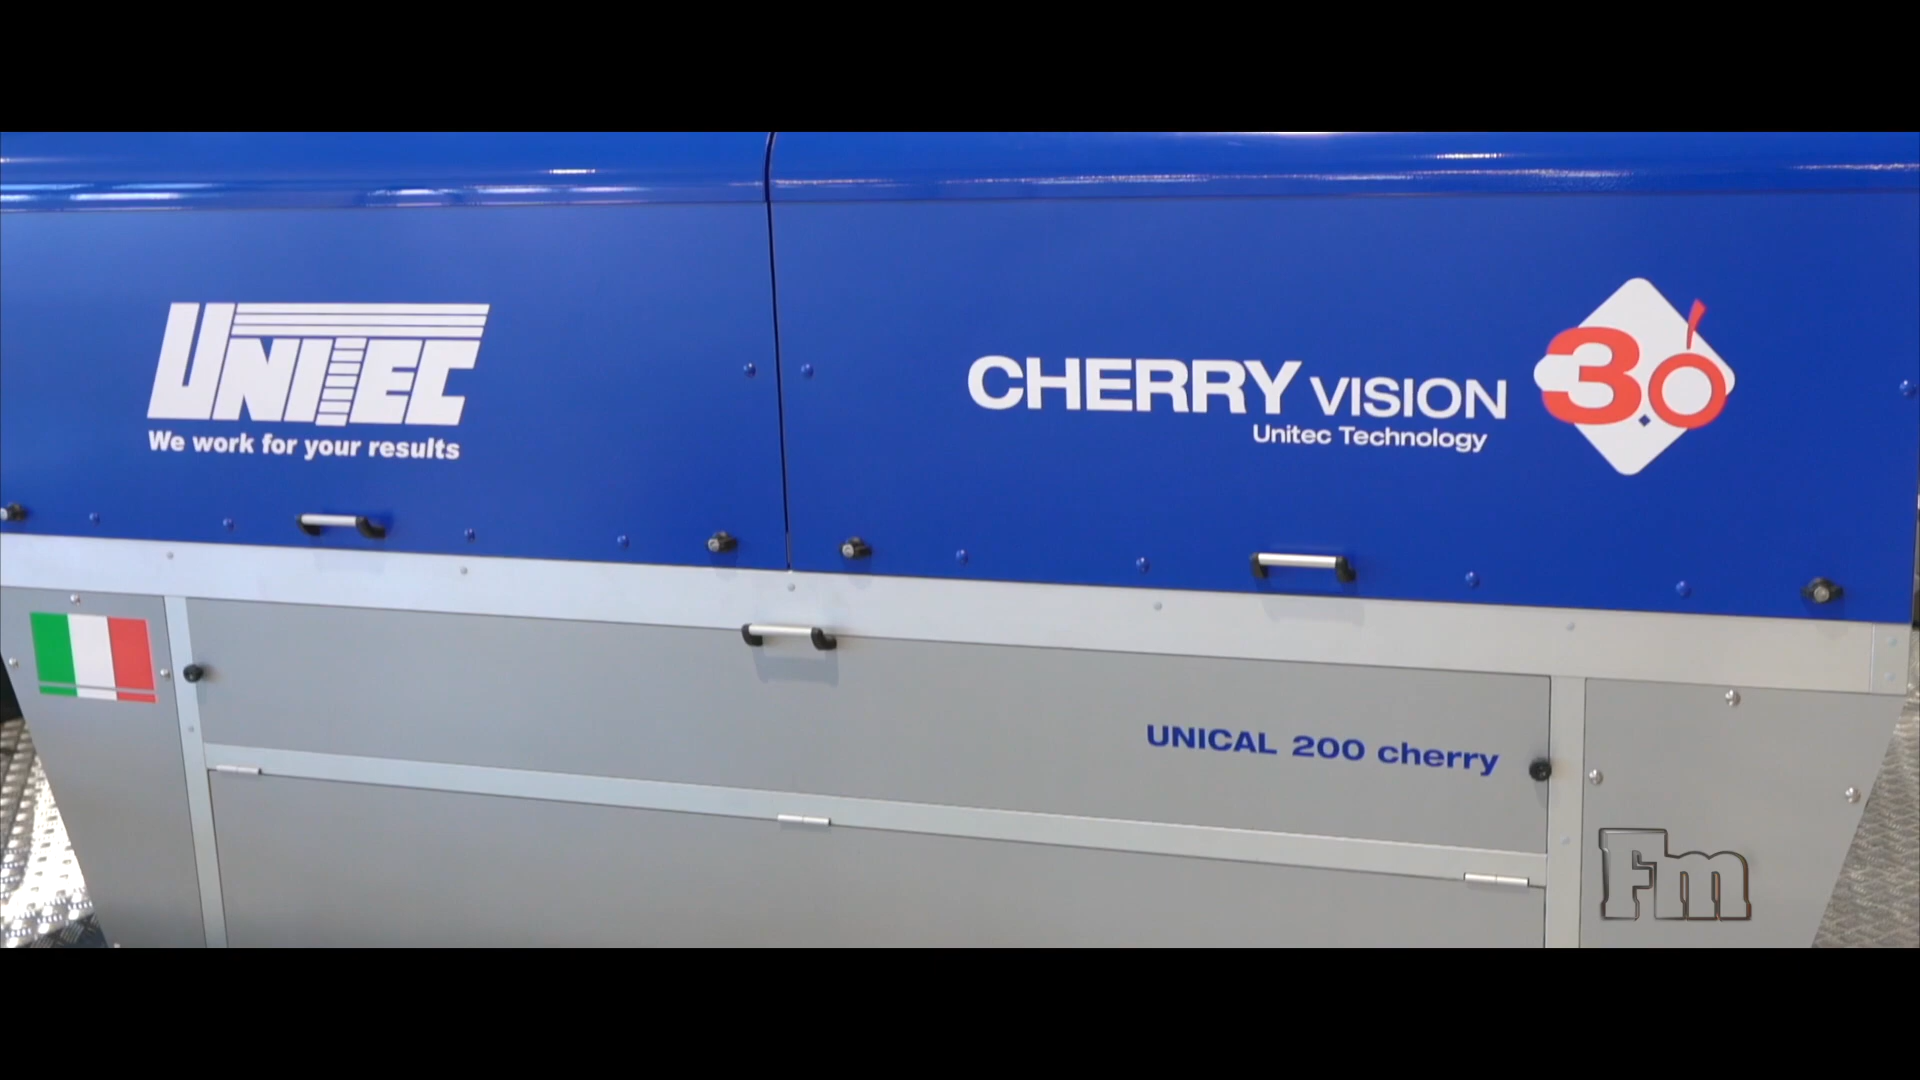 UNITEC
We work for your results
CHERRY VISION 3.0
Unitec Technology
UNICAL 200 cherry
Fm